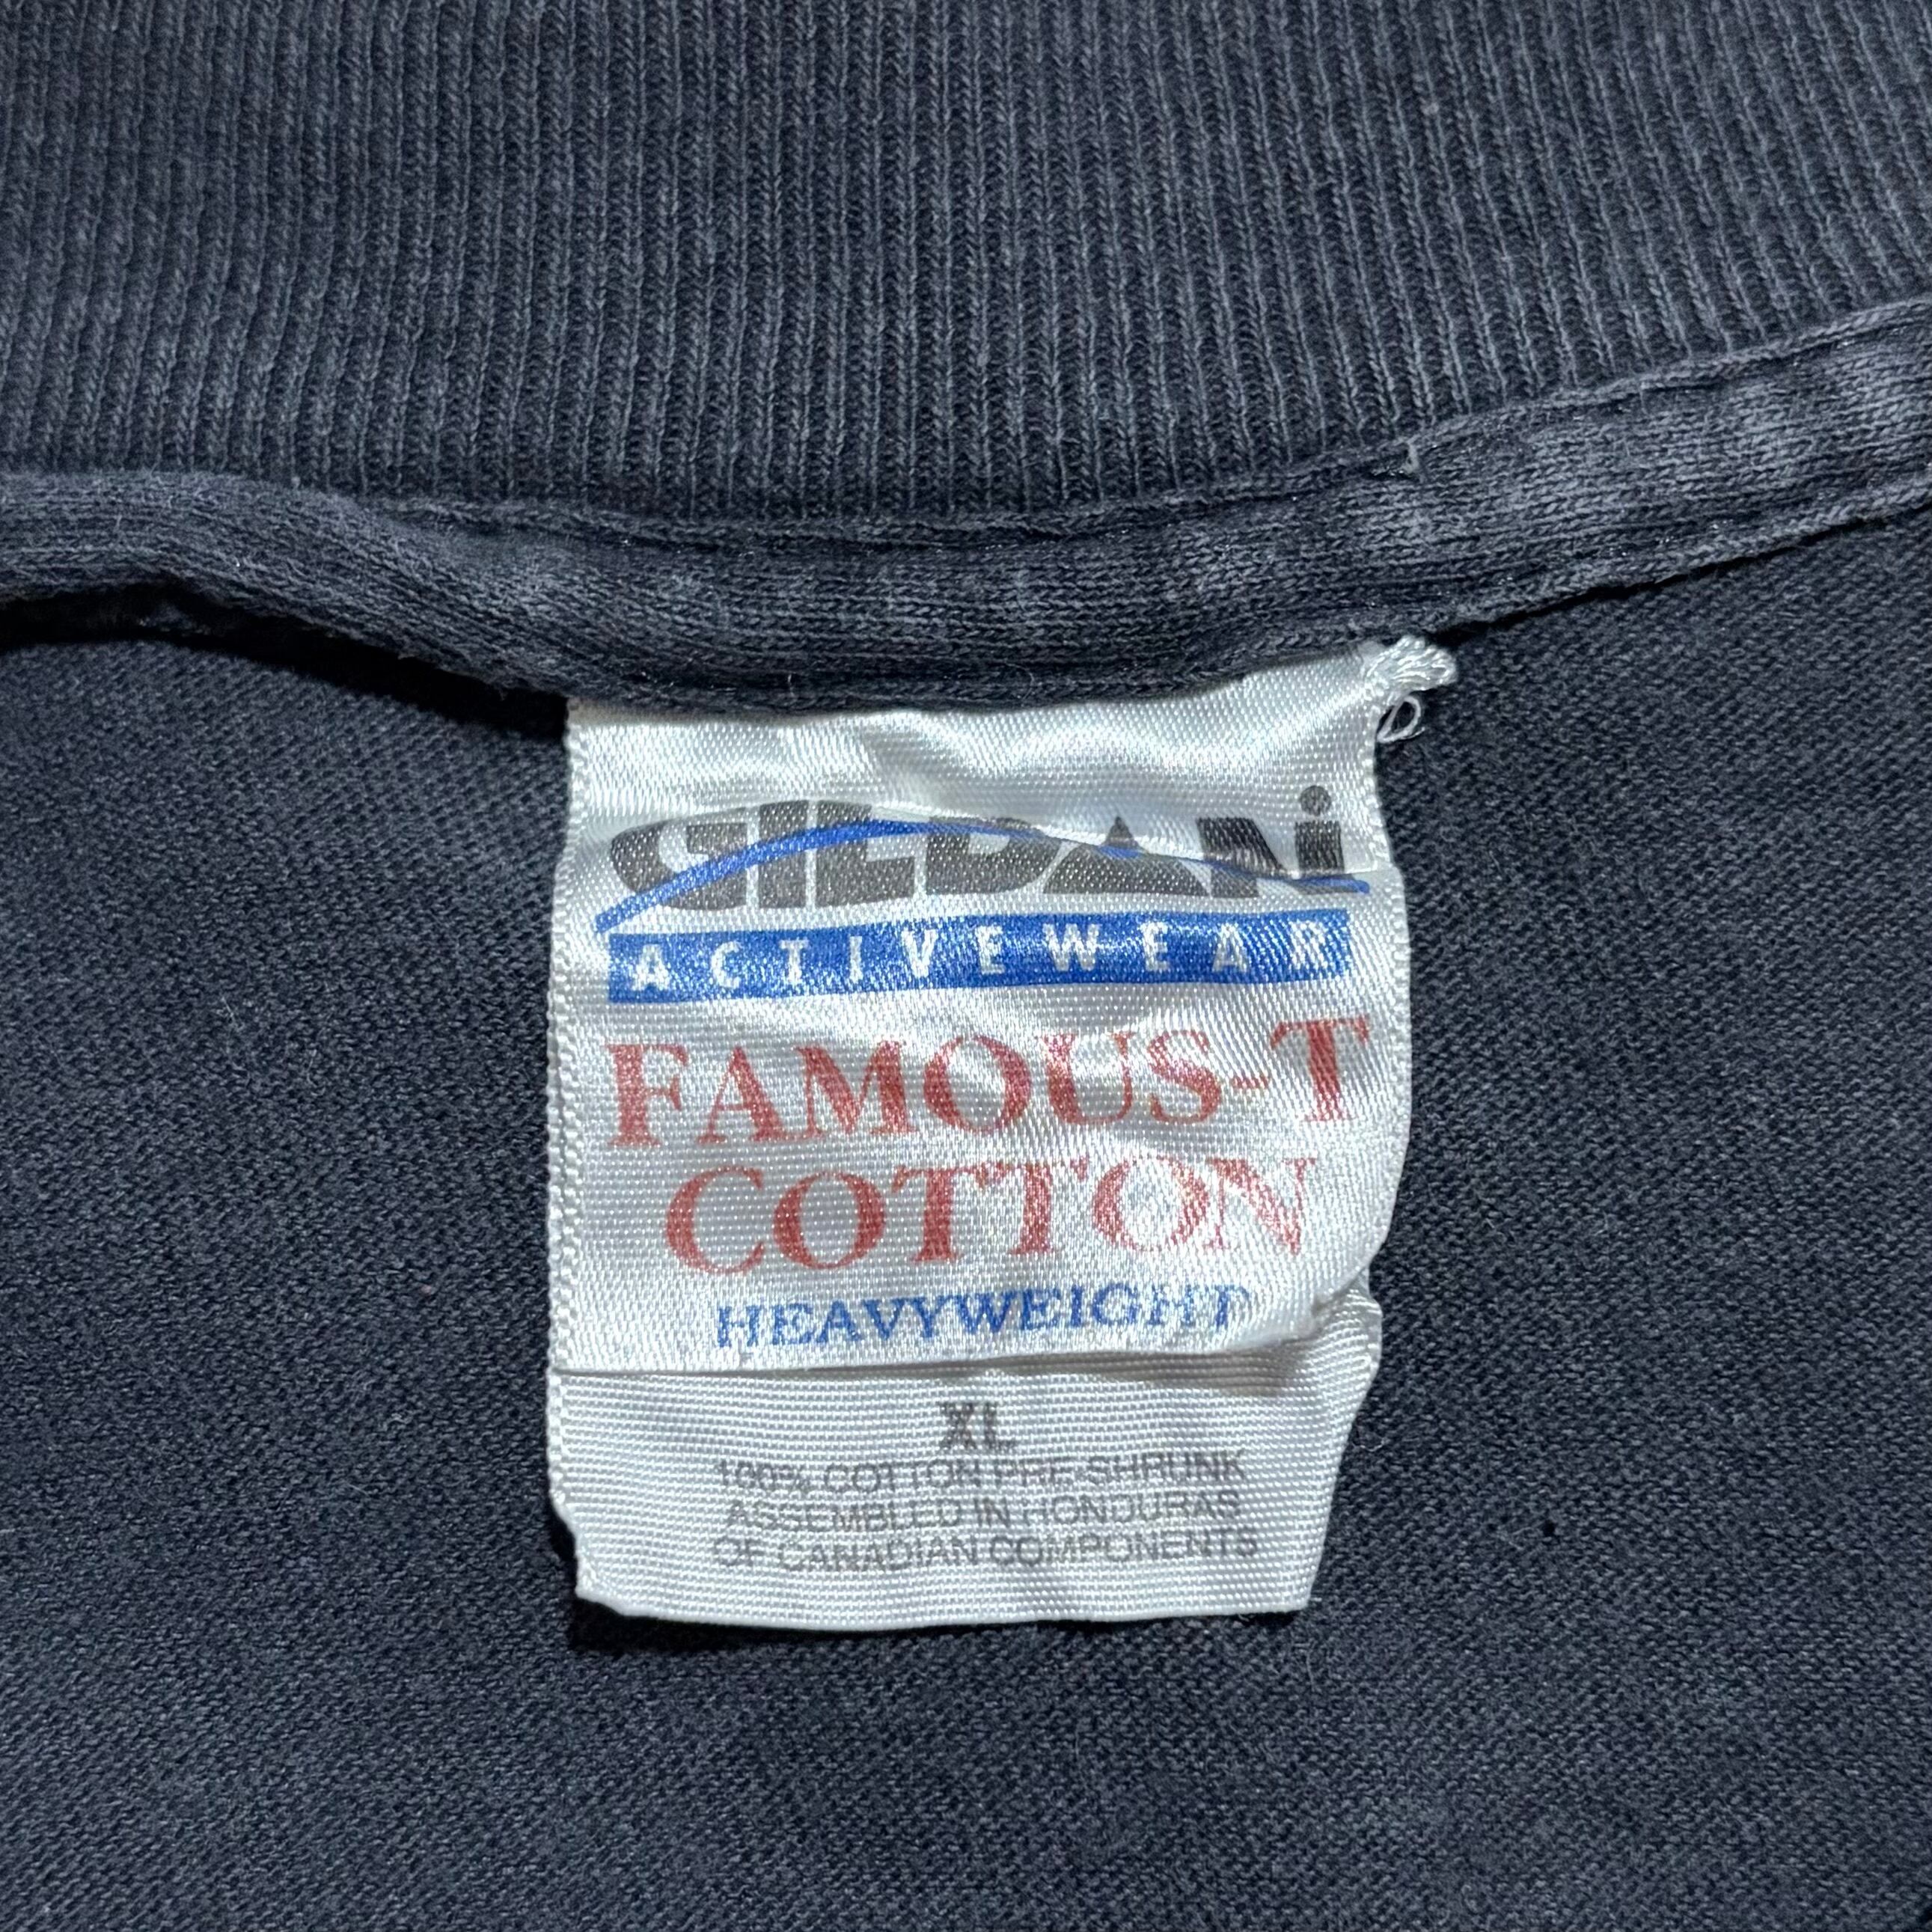 GILDAN
ACTIVEWEAR
FAMOUS-T
COTTON
HEAVYWEIGHT
XL
100% COTTON PRE-SHRUNK
ASSEMBLED IN HONDURAS
OF CANADIAN COMPONENTS